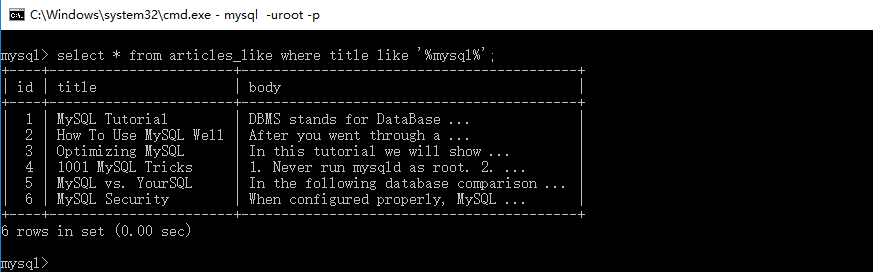 C:\Windows\system32\cmd.exe - mysql  -uroot -p
mysql> select * from articles_like where title like '%mysql%';
+----+-----------------------+------------------------------------------+
| id | title                 | body                                     |
+----+-----------------------+------------------------------------------+
|  1 | MySQL Tutorial        | DBMS stands for DataBase ...             |
|  2 | How To Use MySQL Well | After you went through a ...             |
|  3 | Optimizing MySQL      | In this tutorial we will show ...        |
|  4 | 1001 MySQL Tricks     | 1. Never run mysqld as root. 2. ...      |
|  5 | MySQL vs. YourSQL     | In the following database comparison ... |
|  6 | MySQL Security        | When configured properly, MySQL ...      |
+----+-----------------------+------------------------------------------+
6 rows in set (0.00 sec)
mysql>